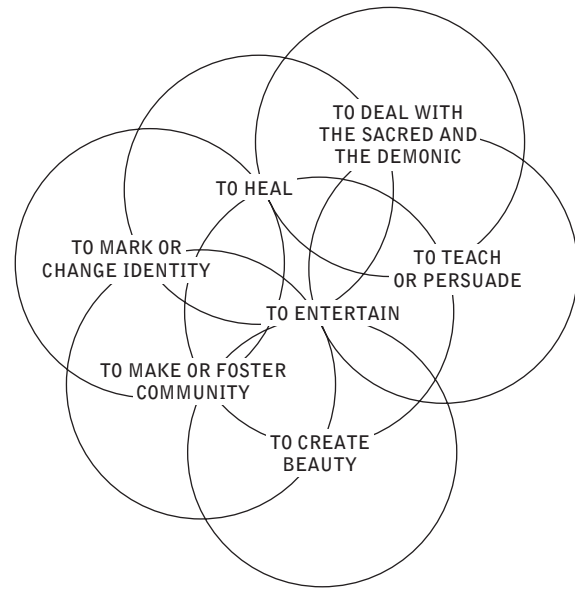 TO DEAL WITH
THE SACRED AND
THE DEMONIC
TO HEAL
TO MARK OR
CHANGE IDENTITY
TO TEACH
OR PERSUADE
TO ENTERTAIN
TO MAKE OR FOSTER
COMMUNITY
TO CREATE
BEAUTY